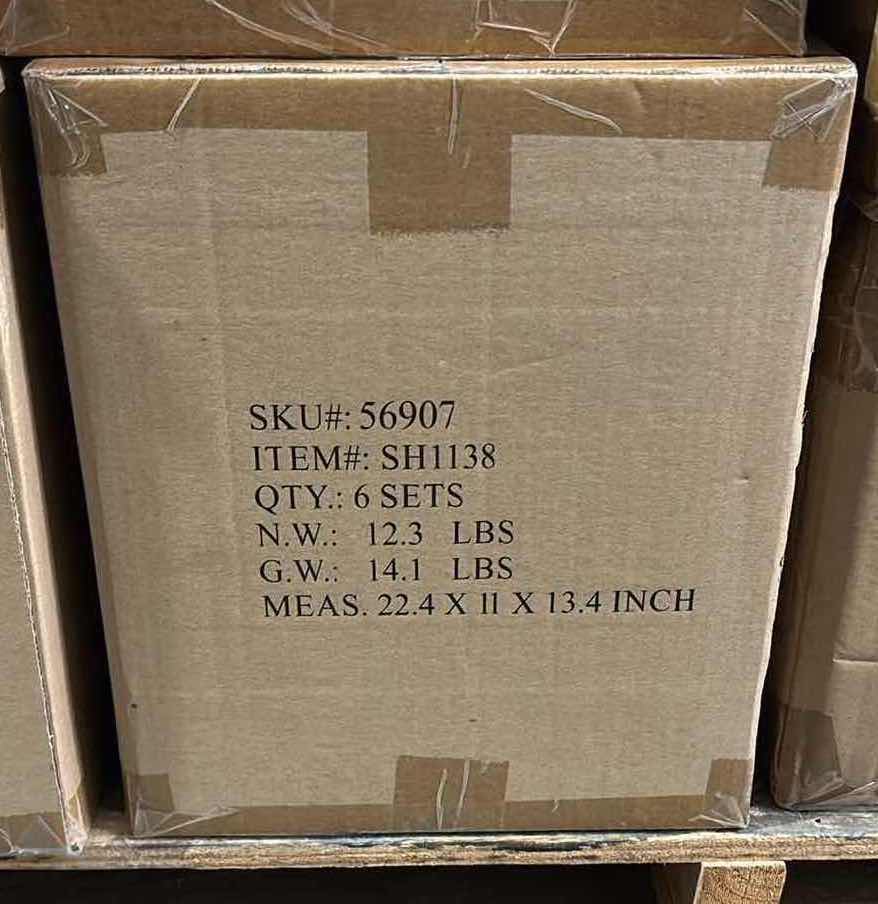 SKU#: 56907
ITEM#: SH1138
QTY.: 6 SETS
N.W.: 12.3 LBS
G.W.: 14.1 LBS
MEAS. 22.4 X 11 X 13.4 INCH